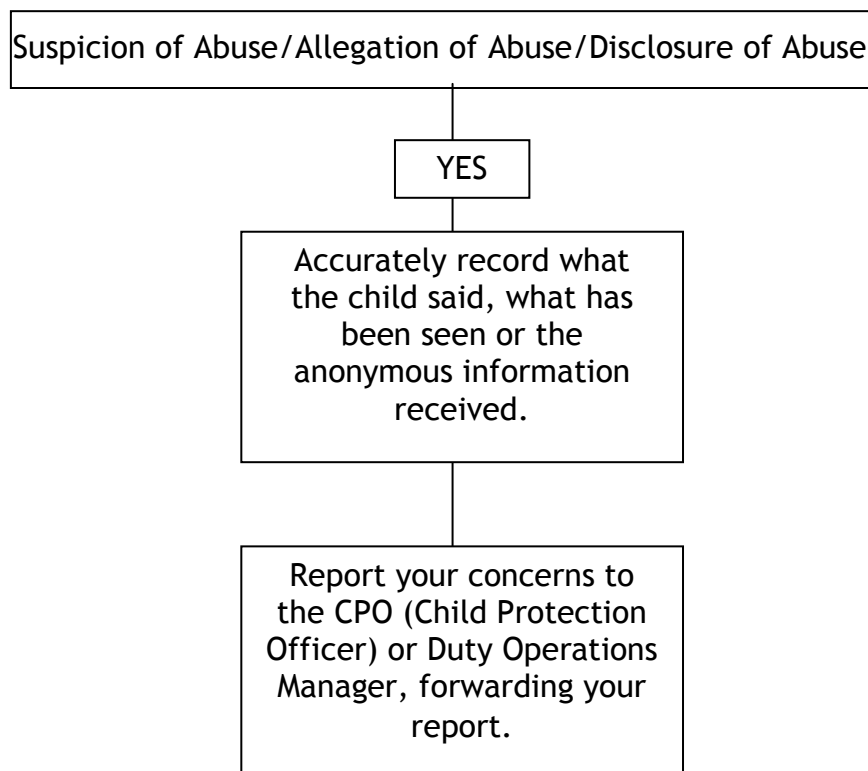 Suspicion of Abuse/Allegation of Abuse/Disclosure of Abuse
YES
Accurately record what
the child said, what has
been seen or the
anonymous information
received.
Report your concerns to
the CPO (Child Protection
Officer) or Duty Operations
Manager, forwarding your
report.